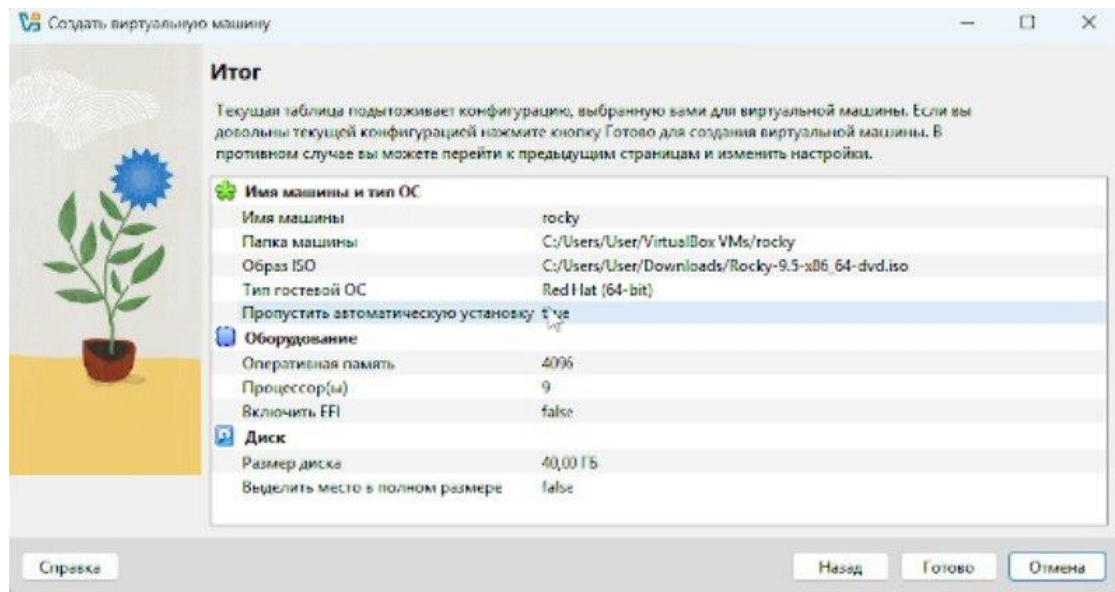 Создать виртуальную машину
Итог
Текущая таблица подытоживает конфигурацию, выбранную вами для виртуальной машины. Если вы
довольны текущей конфигурацией нажмите кнопку Готово для создания виртуальной машины. В
противном случае вы можете перейти к предыдущим страницам и изменить настройки.
Имя машины и тип ОС
Имя машины rocky
Папка машины C:/Users/User/VirtualBox VMs/rocky
Образ ISO C:/Users/User/Downloads/Rocky-9.5-x86_64-dvd.iso
Тип гостевой ОС Red Hat (64-bit)
Пропустить автоматическую установку true
Оборудование
Оперативная память 4096
Процессор(ы) 9
Включить EFI false
Диск
Размер диска 40,00 ГБ
Выделить место в полном размере false
Справка Назад Готово Отмена